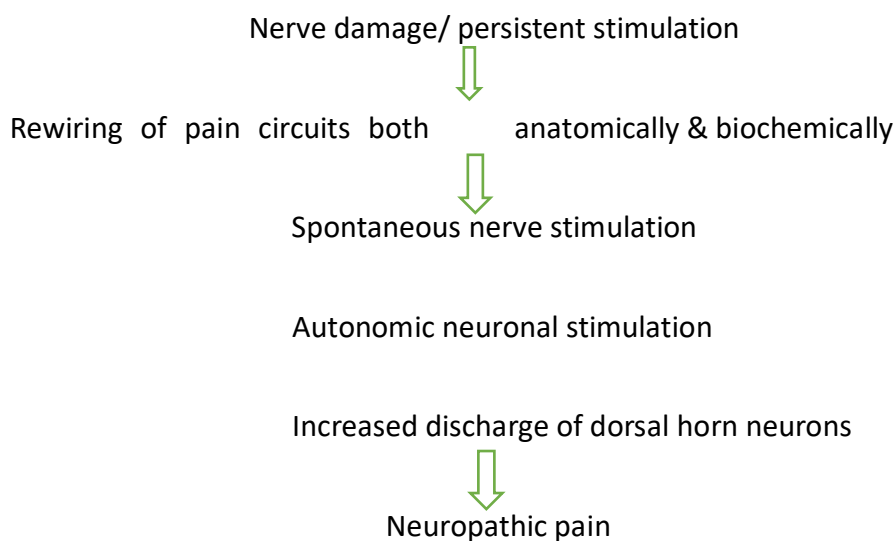 Nerve damage/ persistent stimulation
Rewiring of pain circuits both anatomically & biochemically
Spontaneous nerve stimulation
Autonomic neuronal stimulation
Increased discharge of dorsal horn neurons
Neuropathic pain